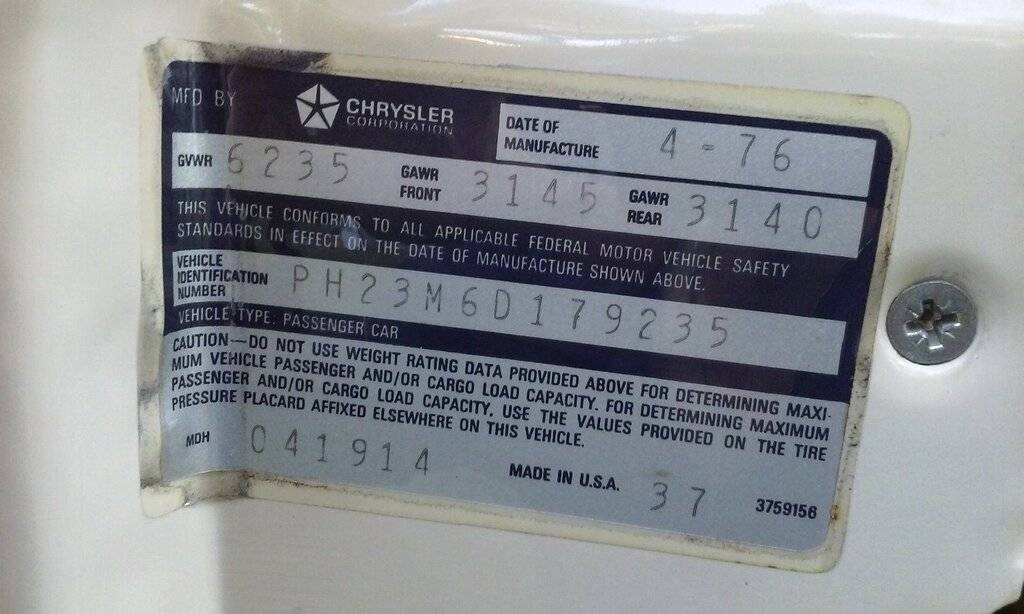 MFD BY CHRYSLER CORPORATION
DATE OF MANUFACTURE 4-76
GVWR 6235 GAWR FRONT 3145 GAWR REAR 3140
THIS VEHICLE CONFORMS TO ALL APPLICABLE FEDERAL MOTOR VEHICLE SAFETY
STANDARDS IN EFFECT ON THE DATE OF MANUFACTURE SHOWN ABOVE.
VEHICLE IDENTIFICATION NUMBER PH23M6D179235
VEHICLE TYPE: PASSENGER CAR
CAUTION—DO NOT USE WEIGHT RATING DATA PROVIDED ABOVE FOR DETERMINING MAXI-
MUM VEHICLE PASSENGER AND/OR CARGO LOAD CAPACITY. FOR DETERMINING MAXIMUM
PASSENGER AND/OR CARGO LOAD CAPACITY, USE THE VALUES PROVIDED ON THE TIRE
PRESSURE PLACARD AFFIXED ELSEWHERE ON THIS VEHICLE.
MDH 041914 MADE IN U.S.A. 37 3759156